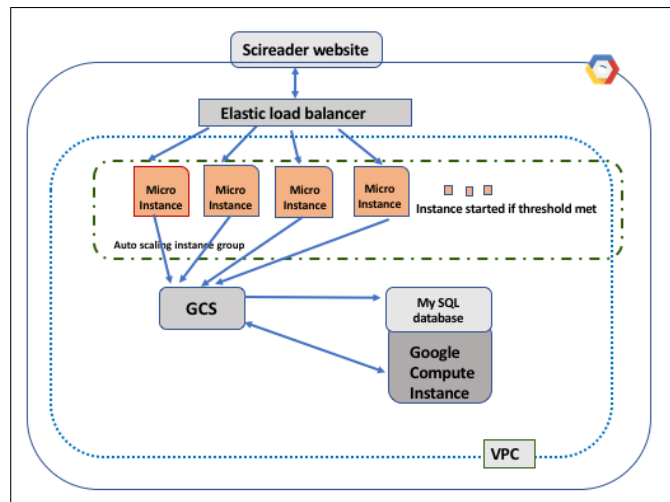 Scireader website
Elastic load balancer
Micro
Instance
Micro
Instance
Micro
Instance
Micro
Instance
Instance started if threshold met
Auto scaling instance group
GCS
My SQL
database
Google
Compute
Instance
VPC